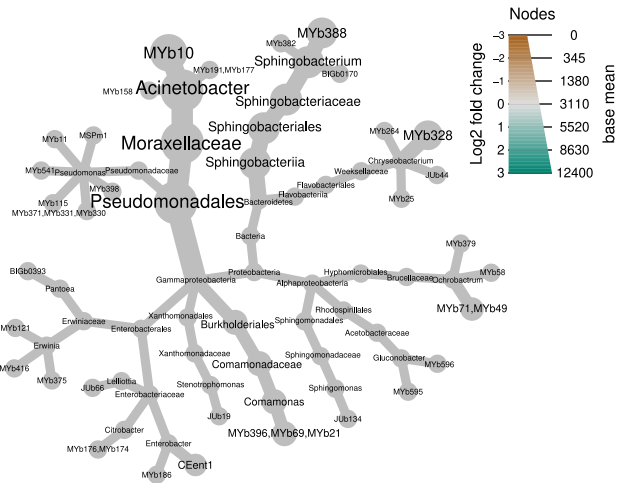 Nodes
Log2 fold change
base mean
−3 0
−2 345
−1 1380
0 3110
1 5520
2 8630
3 12400
MYb10
MYb191,MYb177
MYb158
Acinetobacter
Moraxellaceae
Pseudomonadales
MYb388
MYb382
Sphingobacterium
BIGb0170
Sphingobacteriaceae
Sphingobacteriales
Sphingobacteriia
MYb11
MSPm1
MYb541
Pseudomonas
Pseudomonadaceae
MYb398
MYb115
MYb371,MYb331,MYb330
MYb264
MYb328
Chryseobacterium
JUb44
MYb25
Weeksellaceae
Flavobacteriales
Flavobacteriia
Bacteroidetes
Bacteria
Proteobacteria
Gammaproteobacteria
Alphaproteobacteria
Hyphomicrobiales
Brucellaceae
Ochrobactrum
MYb379
MYb58
MYb71,MYb49
BIGb0393
Pantoea
Erwiniaceae
MYb121
Erwinia
MYb416
MYb375
Enterobacterales
Xanthomonadales
Burkholderiales
Sphingomonadales
Rhodospirillales
Acetobacteraceae
Xanthomonadaceae
Comamonadaceae
Sphingomonadaceae
Gluconobacter
MYb596
MYb595
Lelliottia
JUb66
Enterobacteriaceae
Stenotrophomonas
Comamonas
Sphingomonas
JUb19
JUb134
MYb396,MYb69,MYb21
Citrobacter
MYb176,MYb174
Enterobacter
CEent1
MYb186